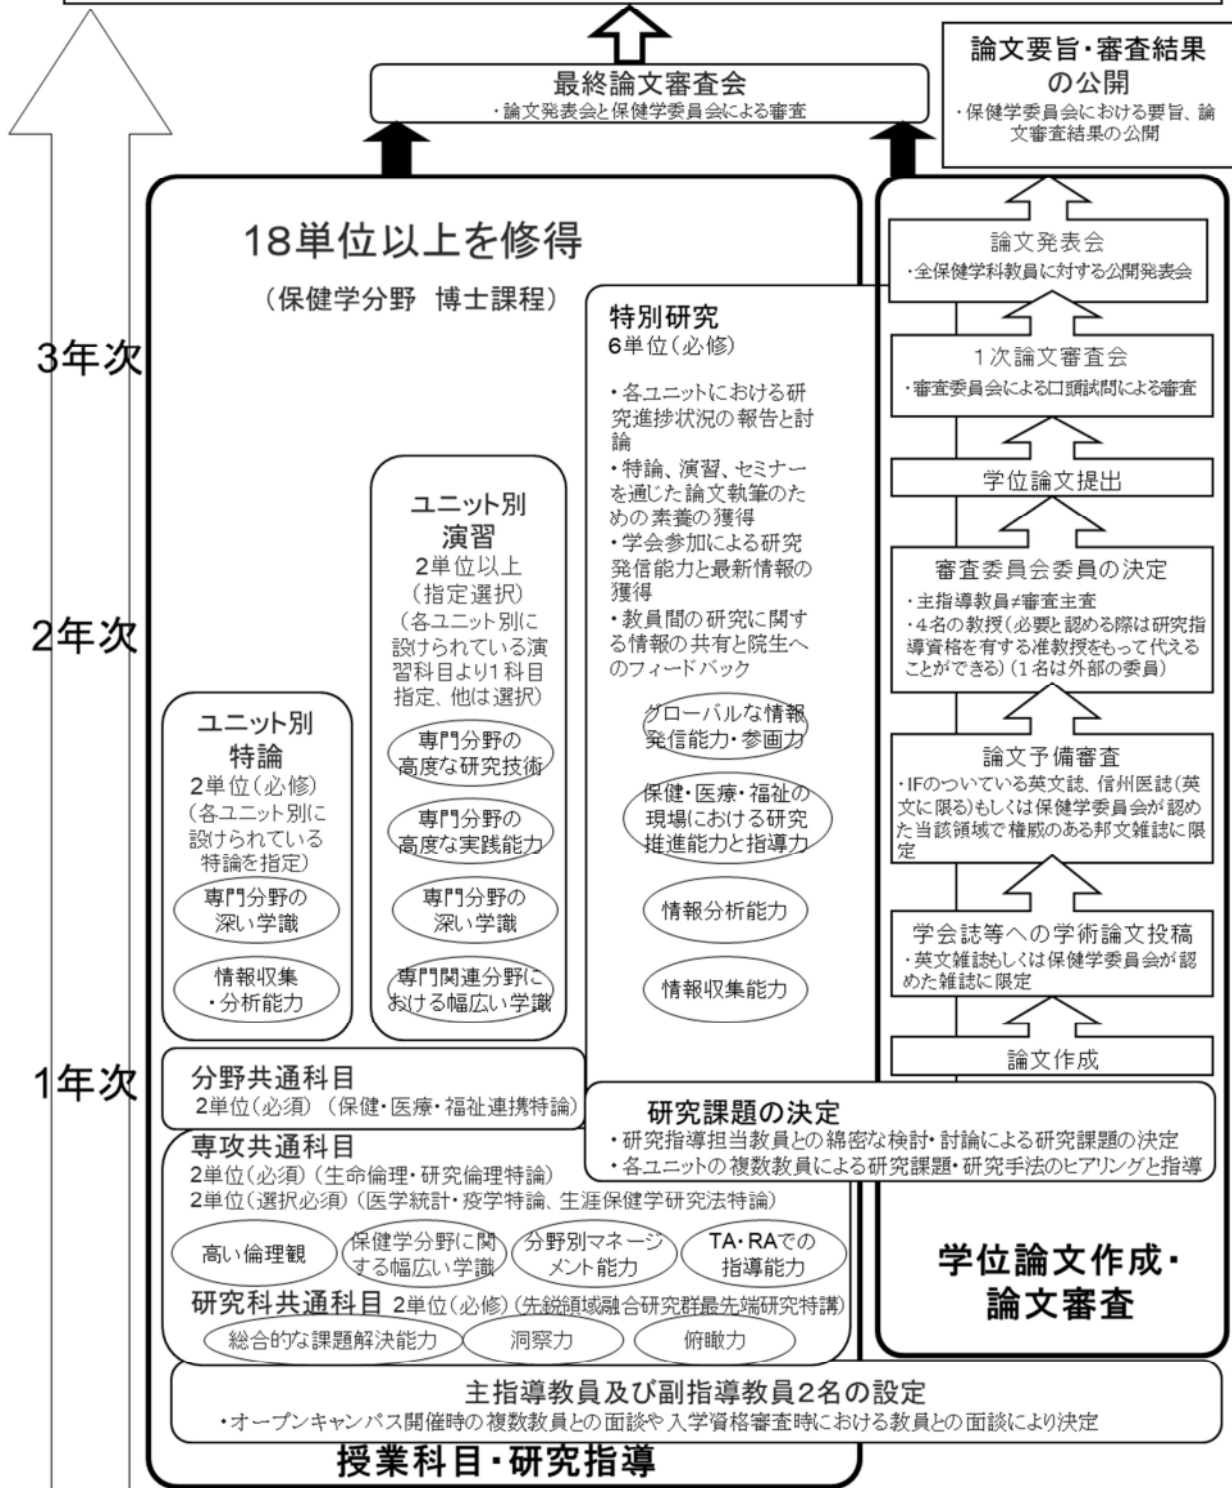 最終論文審査会
・論文発表会と保健学委員会による審査
論文要旨・審査結果
の公開
・保健学委員会における要旨、論
文審査結果の公開
18単位以上を修得
（保健学分野 博士課程）
3年次
2年次
1年次
ユニット別
特論
2単位（必修）
（各ユニット別に
設けられている
特論を指定）
専門分野の
深い学識
情報収集
・分析能力
ユニット別
演習
2単位以上
（指定選択）
（各ユニット別に
設けられている演
習科目より1科目
指定、他は選択）
専門分野の
高度な研究技術
専門分野の
高度な実践能力
専門分野の
深い学識
専門関連分野に
おける幅広い学識
特別研究
6単位（必修）
・各ユニットにおける研
究進捗状況の報告と討
論
・特論、演習、セミナー
を通じた論文執筆のた
めの素養の獲得
・学会参加による研究
発信能力と最新情報の
獲得
・教員間の研究に関す
る情報の共有と院生へ
のフィードバック
グローバルな情報
発信能力・参画力
保健・医療・福祉の
現場における研究
推進能力と指導力
情報分析能力
情報収集能力
論文発表会
・全保健学科教員に対する公開発表会
1次論文審査会
・審査委員会による口頭試問による審査
学位論文提出
審査委員会委員の決定
・主指導教員≠審査主査
・4名の教授（必要と認める際は研究指
導資格を有する准教授をもって代える
ことができる）（1名は外部の委員）
論文予備審査
・IFのついている英文誌、信州医誌（英
文に限る）もしくは保健学委員会が認め
た当該領域で権威のある邦文雑誌に限
定
学会誌等への学術論文投稿
・英文雑誌もしくは保健学委員会が認
めた雑誌に限定
論文作成
分野共通科目
2単位（必須） （保健・医療・福祉連携特論）
研究課題の決定
・研究指導担当教員との綿密な検討・討論による研究課題の決定
・各ユニットの複数教員による研究課題・研究手法のヒアリングと指導
専攻共通科目
2単位（必須） （生命倫理・研究倫理特論）
2単位（選択必須） （医学統計・疫学特論、生涯保健学研究法特論）
高い倫理観
保健学分野に関
する幅広い学識
分野別マネージ
メント能力
TA・RAでの
指導能力
研究科共通科目 2単位（必修） （先鋭領域融合研究群最先端研究特講）
総合的な課題解決能力
洞察力
俯瞰力
学位論文作成・
論文審査
主指導教員及び副指導教員2名の設定
・オープンキャンパス開催時の複数教員との面談や入学資格審査時における教員との面談により決定
授業科目・研究指導